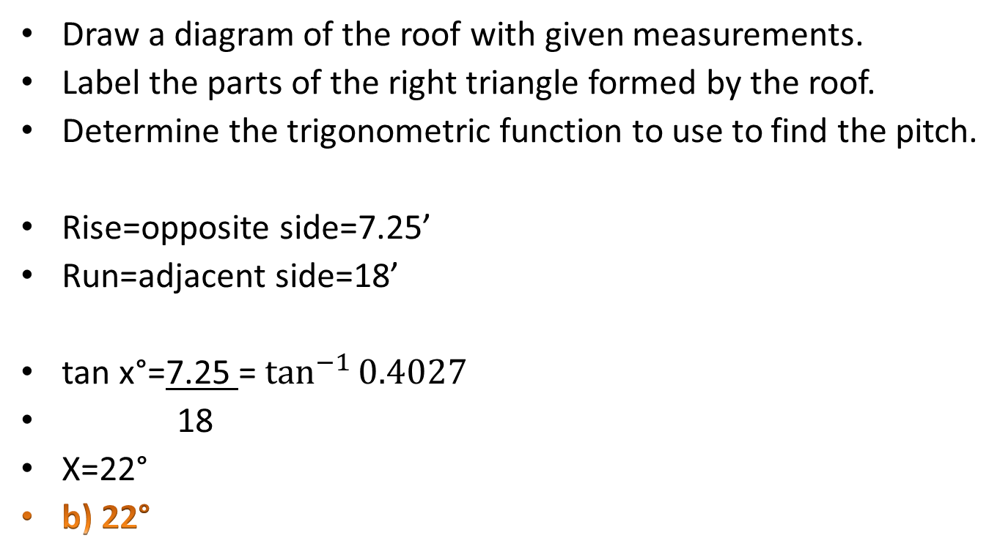 • Draw a diagram of the roof with given measurements.
• Label the parts of the right triangle formed by the roof.
• Determine the trigonometric function to use to find the pitch.
• Rise=opposite side=7.25’
• Run=adjacent side=18’
• tan x°=7.25 = tan⁻¹ 0.4027
• 18
• X=22°
• b) 22°